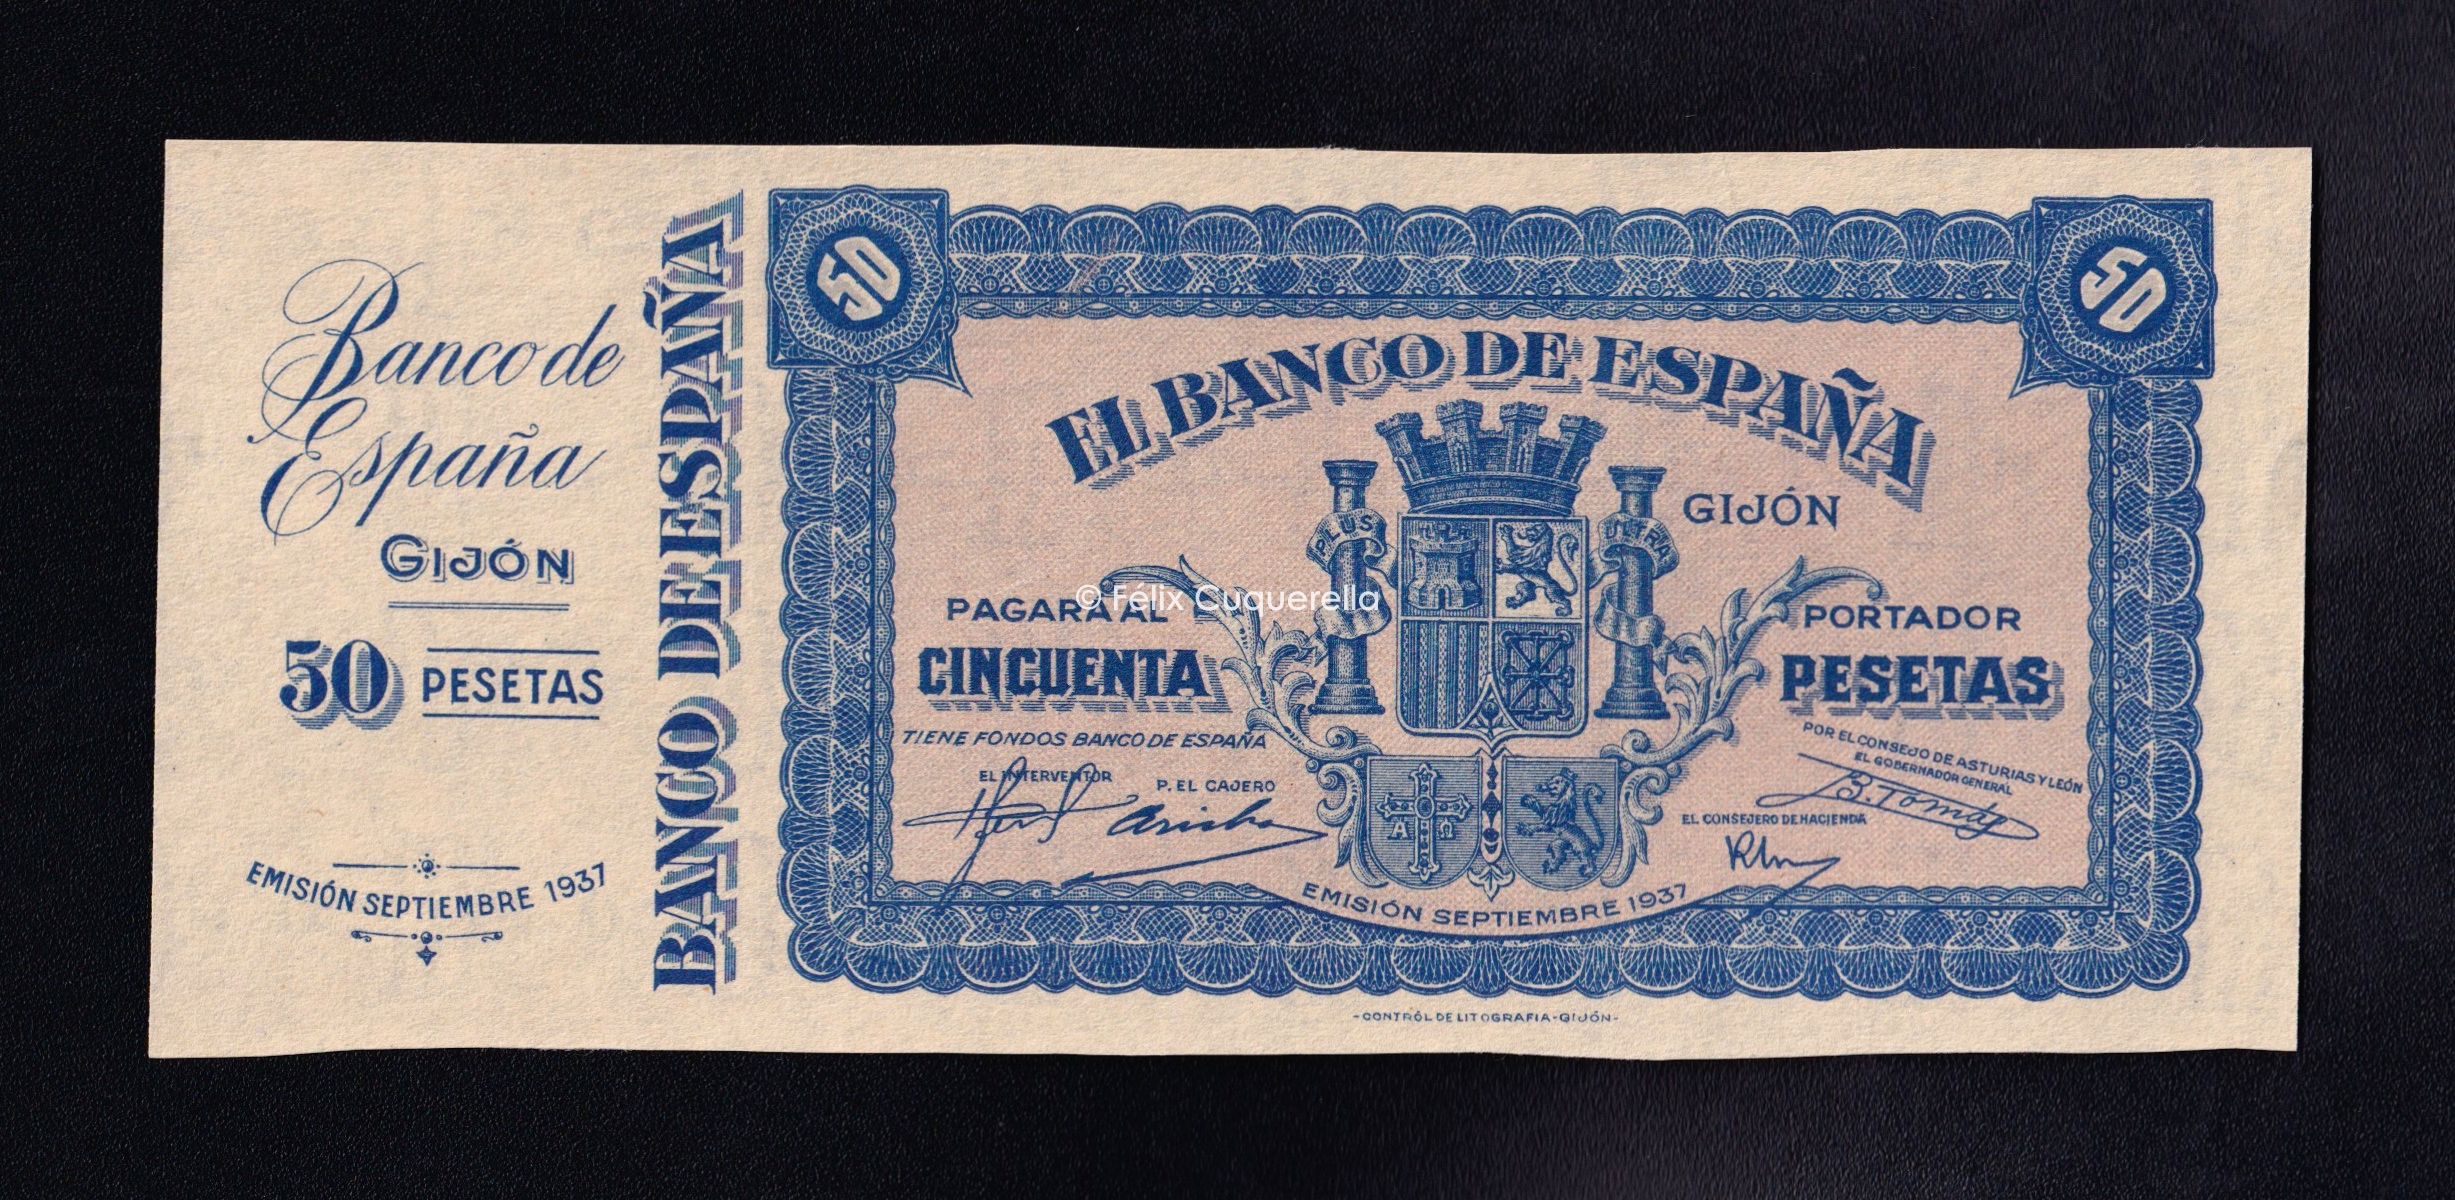 Banco de
España
GIJÓN
50 PESETAS
EMISIÓN SEPTIEMBRE 1937
BANCO DE ESPAÑA
50
50
EL BANCO DE ESPAÑA
GIJÓN
PLUS
ULTRA
© Félix Cuquerella
PAGARÁ AL
PORTADOR
CINCUENTA
PESETAS
TIENE FONDOS BANCO DE ESPAÑA
POR EL CONSEJO DE ASTURIAS Y LEÓN
EL GOBERNADOR GENERAL
EL INTERVENTOR
P. EL CAJERO
B. Tomás
EL CONSEJERO DE HACIENDA
A Ω
EMISIÓN SEPTIEMBRE 1937
-CONTRÓL DE LITOGRAFIA-GIJÓN-